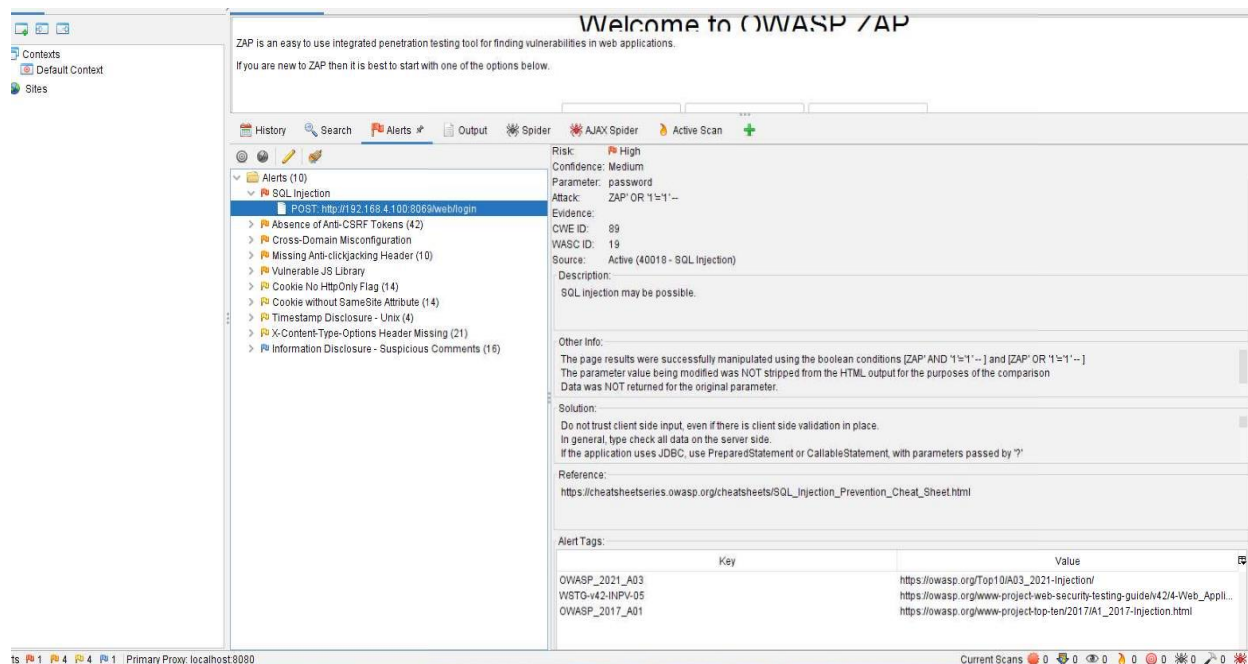 Welcome to OWASP ZAP
ZAP is an easy to use integrated penetration testing tool for finding vulnerabilities in web applications.
If you are new to ZAP then it is best to start with one of the options below.
Contexts
Default Context
Sites
History
Search
Alerts
Output
Spider
AJAX Spider
Active Scan
Alerts (10)
SQL Injection
POST: http://192.168.4.100:8069/web/login
Absence of Anti-CSRF Tokens (42)
Cross-Domain Misconfiguration
Missing Anti-clickjacking Header (10)
Vulnerable JS Library
Cookie No HttpOnly Flag (14)
Cookie without SameSite Attribute (14)
Timestamp Disclosure - Unix (4)
X-Content-Type-Options Header Missing (21)
Information Disclosure - Suspicious Comments (16)
Risk: High
Confidence: Medium
Parameter: password
Attack: ZAP' OR '1'='1' --
Evidence:
CWE ID: 89
WASC ID: 19
Source: Active (40018 - SQL Injection)
Description:
SQL injection may be possible.
Other Info:
The page results were successfully manipulated using the boolean conditions [ZAP' AND '1'='1' -- ] and [ZAP' OR '1'='1' -- ]
The parameter value being modified was NOT stripped from the HTML output for the purposes of the comparison
Data was NOT returned for the original parameter.
Solution:
Do not trust client side input, even if there is client side validation in place.
In general, type check all data on the server side.
If the application uses JDBC, use PreparedStatement or CallableStatement, with parameters passed by '?'
Reference:
https://cheatsheetseries.owasp.org/cheatsheets/SQL_Injection_Prevention_Cheat_Sheet.html
Alert Tags:
Key Value
OWASP_2021_A03 https://owasp.org/Top10/A03_2021-Injection/
WSTG-v42-INPV-05 https://owasp.org/www-project-web-security-testing-guide/v42/4-Web_Appli...
OWASP_2017_A01 https://owasp.org/www-project-top-ten/2017/A1_2017-Injection.html
ts 1 4 4 1 Primary Proxy: localhost:8080
Current Scans 0 0 0 0 0 0 0